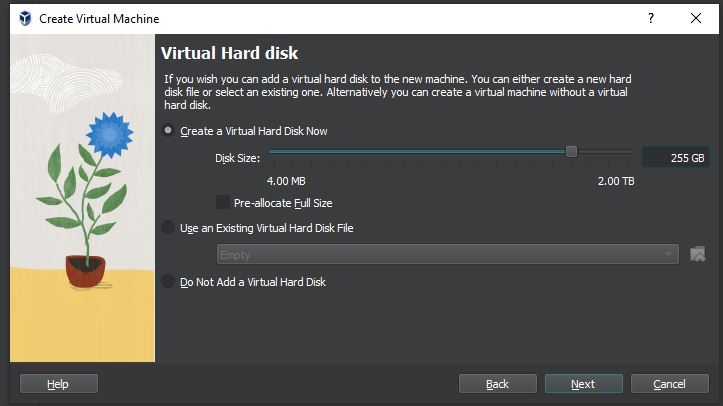 Create Virtual Machine
?
Virtual Hard disk
If you wish you can add a virtual hard disk to the new machine. You can either create a new hard
disk file or select an existing one. Alternatively you can create a virtual machine without a virtual
hard disk.
Create a Virtual Hard Disk Now
Disk Size:
255 GB
4.00 MB
2.00 TB
Pre-allocate Full Size
Use an Existing Virtual Hard Disk File
Empty
Do Not Add a Virtual Hard Disk
Help
Back
Next
Cancel